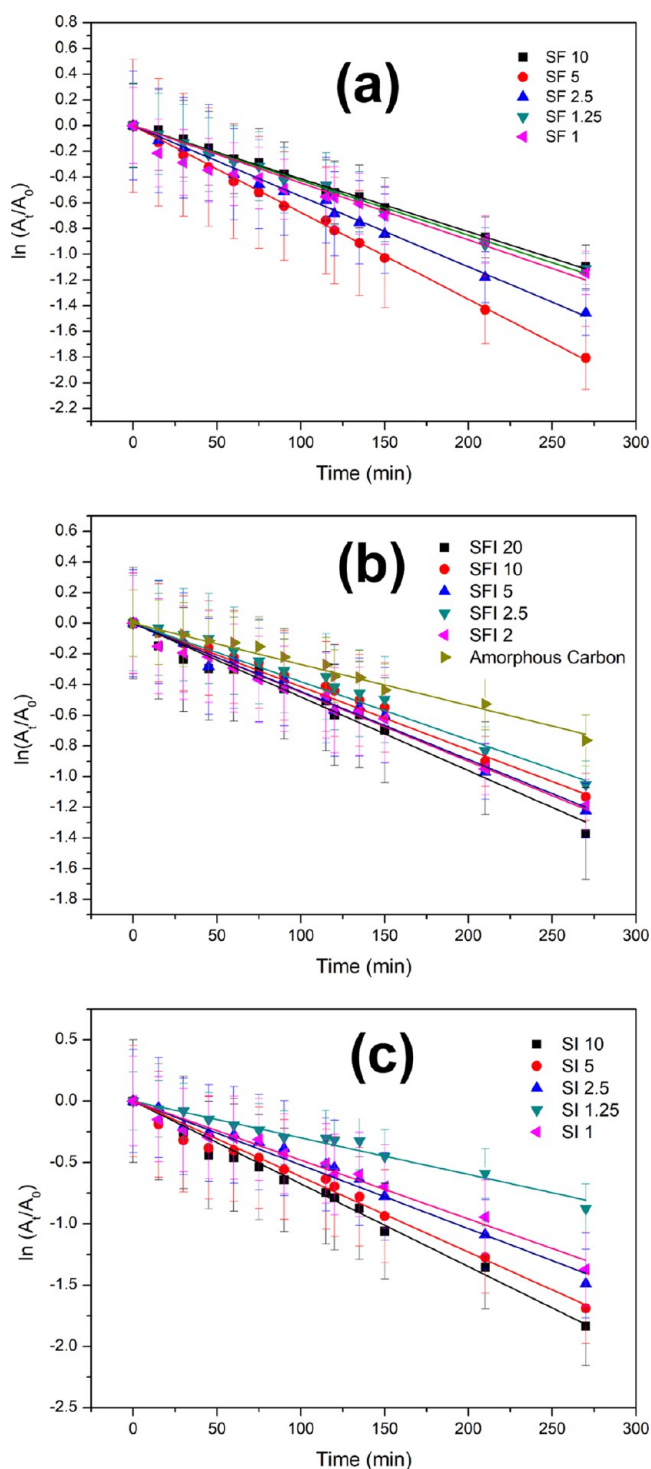 (a)
SF 10
SF 5
SF 2.5
SF 1.25
SF 1
0.8
0.6
0.4
0.2
0.0
-0.2
-0.4
-0.6
-0.8
-1.0
-1.2
-1.4
-1.6
-1.8
-2.0
-2.2
ln (At/A0)
0 50 100 150 200 250 300
Time (min)
(b)
SFI 20
SFI 10
SFI 5
SFI 2.5
SFI 2
Amorphous Carbon
0.6
0.4
0.2
0.0
-0.2
-0.4
-0.6
-0.8
-1.0
-1.2
-1.4
-1.6
-1.8
ln(At/A0)
0 50 100 150 200 250 300
Time (min)
(c)
SI 10
SI 5
SI 2.5
SI 1.25
SI 1
0.5
0.0
-0.5
-1.0
-1.5
-2.0
-2.5
ln (At/A0)
0 50 100 150 200 250 300
Time (min)